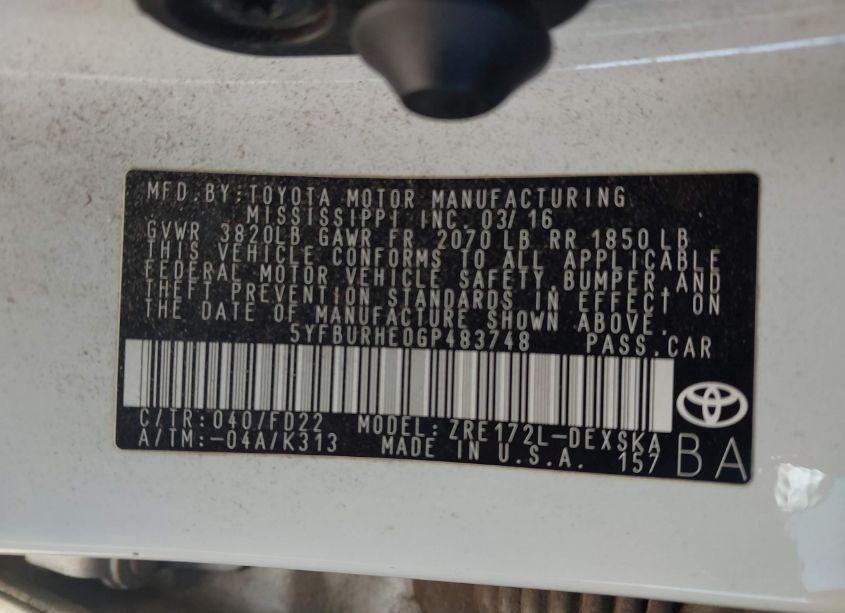 MFD.BY:TOYOTA MOTOR MANUFACTURING
MISSISSIPPI INC. 03/16
GVWR 3820LB GAWR FR 2070 LB RR 1850 LB
THIS VEHICLE CONFORMS TO ALL APPLICABLE
FEDERAL MOTOR VEHICLE SAFETY,BUMPER,AND
THEFT PREVENTION STANDARDS IN EFFECT ON
THE DATE OF MANUFACTURE SHOWN ABOVE.
5YFBURHE0GP483748 PASS.CAR
C/TR:040/FD22 MODEL:ZRE172L-DEXSKA
A/TM:-04A/K313 MADE IN U.S.A. 157 BA